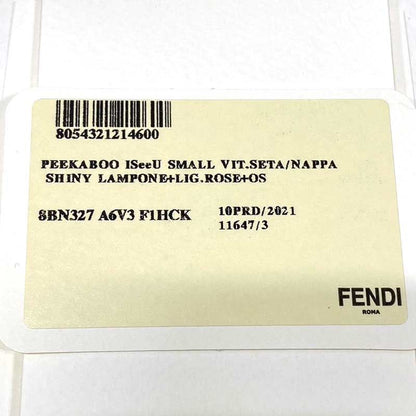 8054321214600
PEEKABOO ISeeU SMALL VIT.SETA/NAPPA
SHINY LAMPONE+LIG.ROSE+OS
8BN327 A6V3 F1HCK
10PRD/2021
11647/3
FENDI
ROMA